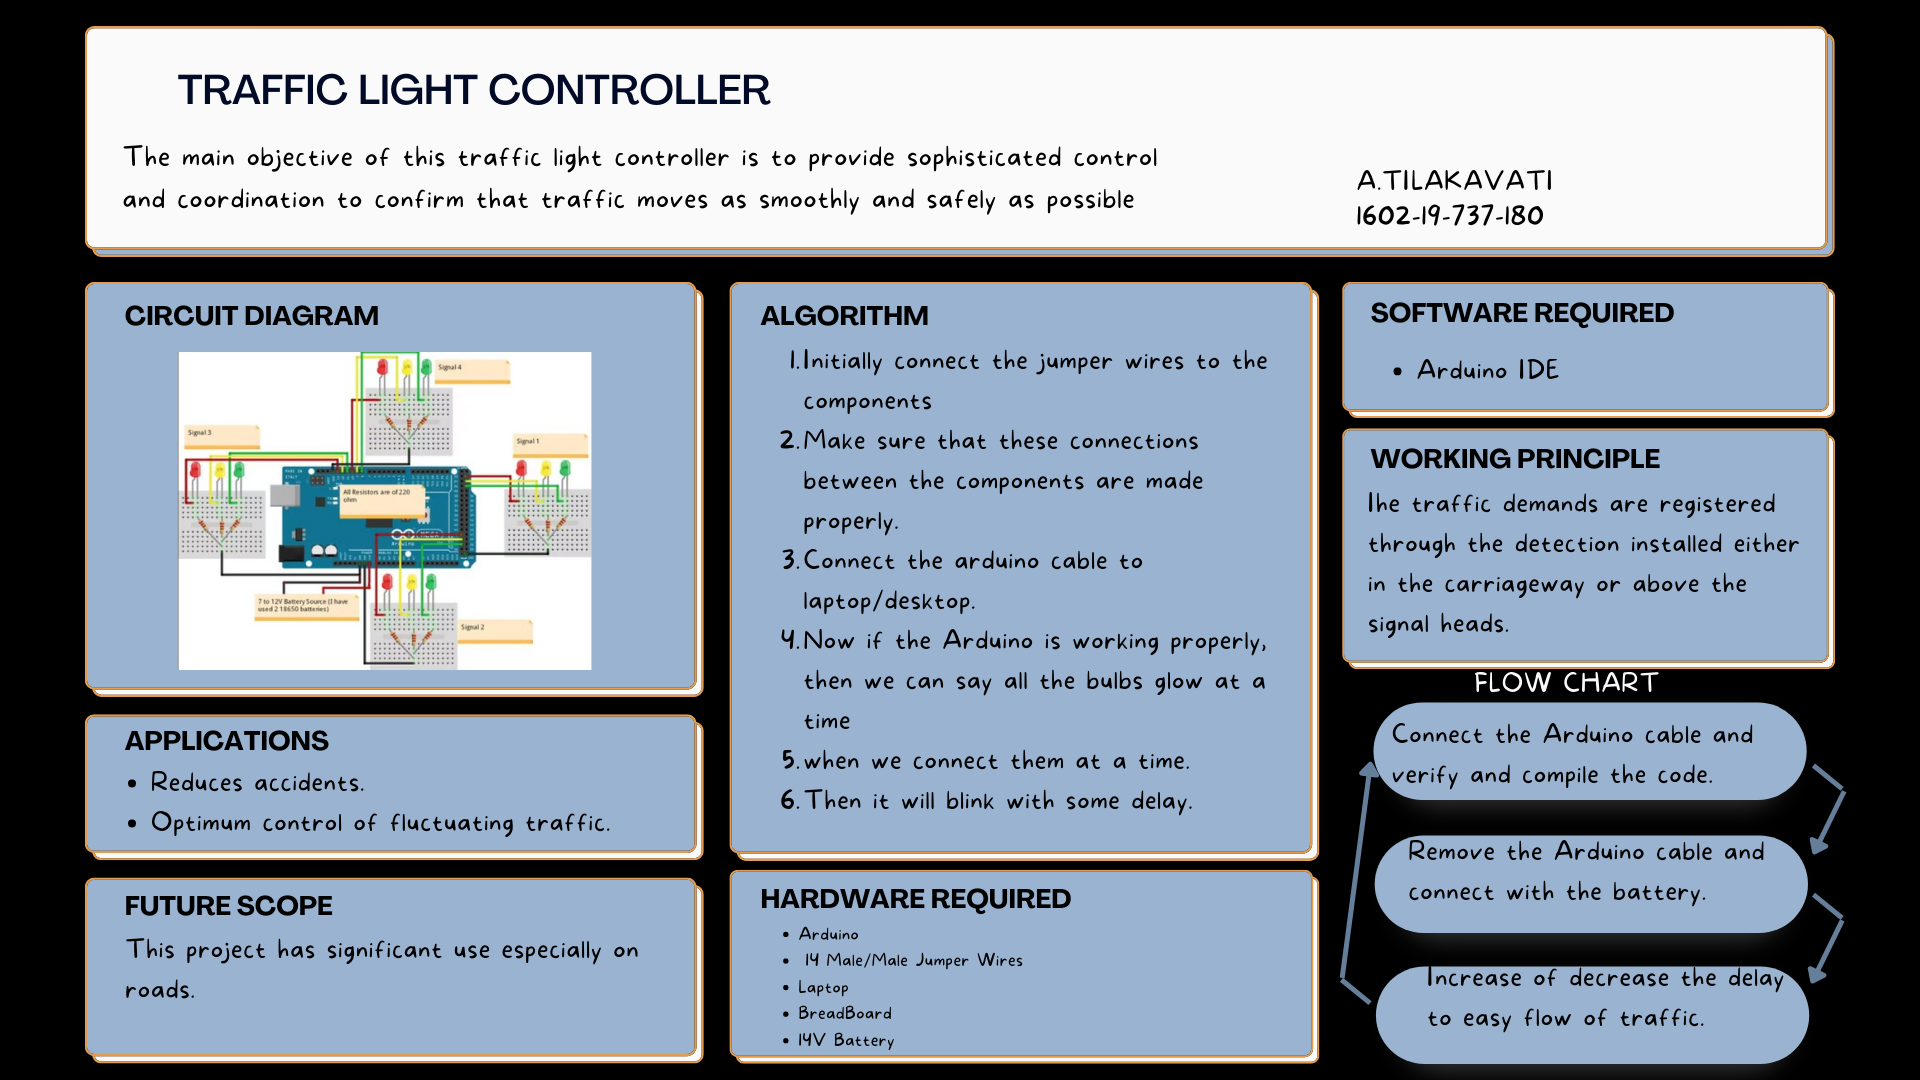 TRAFFIC LIGHT CONTROLLER
The main objective of this traffic light controller is to provide sophisticated control
and coordination to confirm that traffic moves as smoothly and safely as possible
A.TILAKAVATI
1602-19-737-180
CIRCUIT DIAGRAM
Signal 4
Signal 3
Signal 1
All Resistors are of 220
ohm
7 to 12V Battery Source (I have
used 2 18650 batteries)
Signal 2
APPLICATIONS
• Reduces accidents.
• Optimum control of fluctuating traffic.
FUTURE SCOPE
This project has significant use especially on
roads.
ALGORITHM
1. Initially connect the jumper wires to the
components
2. Make sure that these connections
between the components are made
properly.
3. Connect the arduino cable to
laptop/desktop.
4. Now if the Arduino is working properly,
then we can say all the bulbs glow at a
time
5. when we connect them at a time.
6. Then it will blink with some delay.
HARDWARE REQUIRED
• Arduino
• 14 Male/Male Jumper Wires
• Laptop
• BreadBoard
• 14V Battery
SOFTWARE REQUIRED
• Arduino IDE
WORKING PRINCIPLE
The traffic demands are registered
through the detection installed either
in the carriageway or above the
signal heads.
FLOW CHART
Connect the Arduino cable and
verify and compile the code.
Remove the Arduino cable and
connect with the battery.
Increase of decrease the delay
to easy flow of traffic.